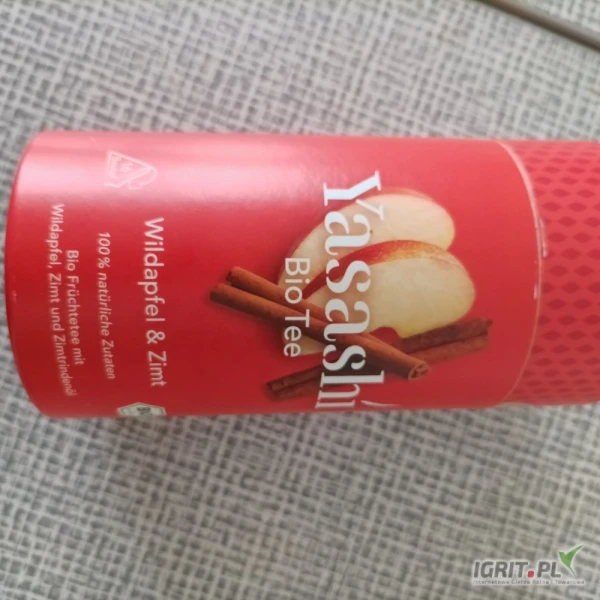 Yasashi
Bio Tee
Wildapfel & Zimt
100% natürliche Zutaten
Bio Früchtetee mit
Wildapfel, Zimt und Zimtrindenöl
IGRIT.PL